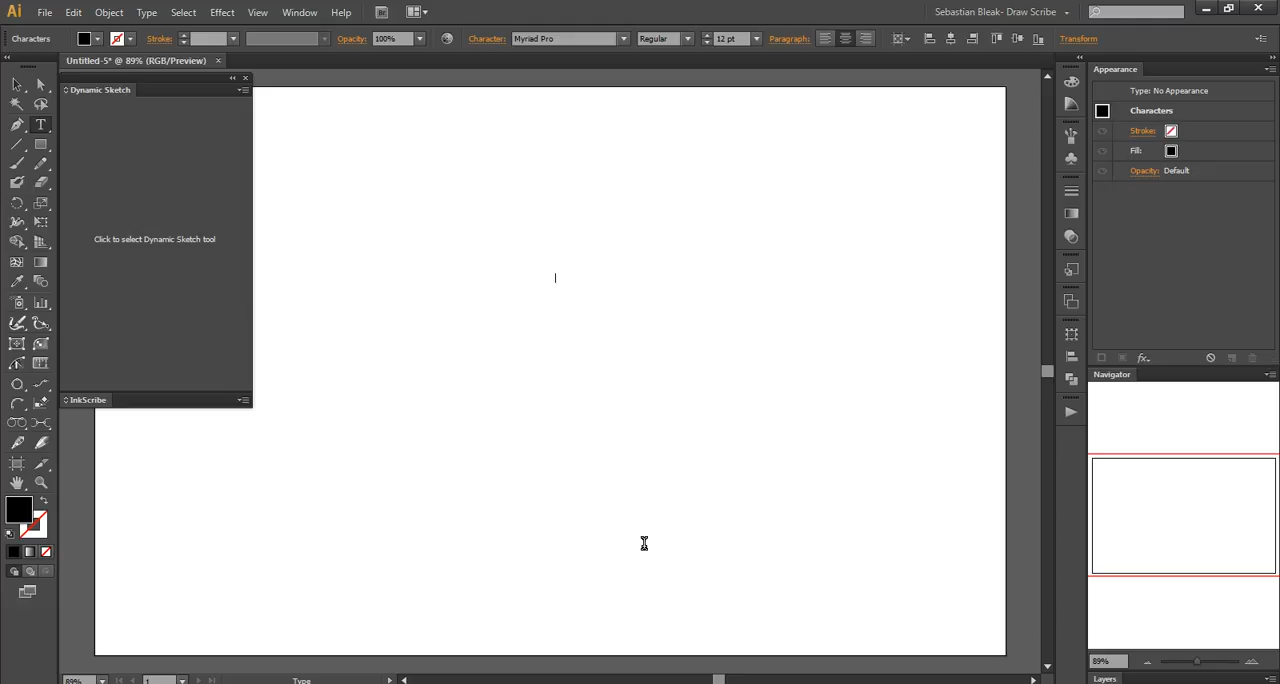 Ai File Edit Object Type Select Effect View Window Help Br Sebastian Bleak- Draw Scribe
Characters Stroke: Opacity: 100% Character: Myriad Pro Regular 12 pt Paragraph: Transform
Untitled-5* @ 89% (RGB/Preview)
Dynamic Sketch
Click to select Dynamic Sketch tool
InkScribe
Appearance
Type: No Appearance
Characters
Stroke:
Fill:
Opacity: Default
fx
Navigator
89%
Layers
89% 1 Type